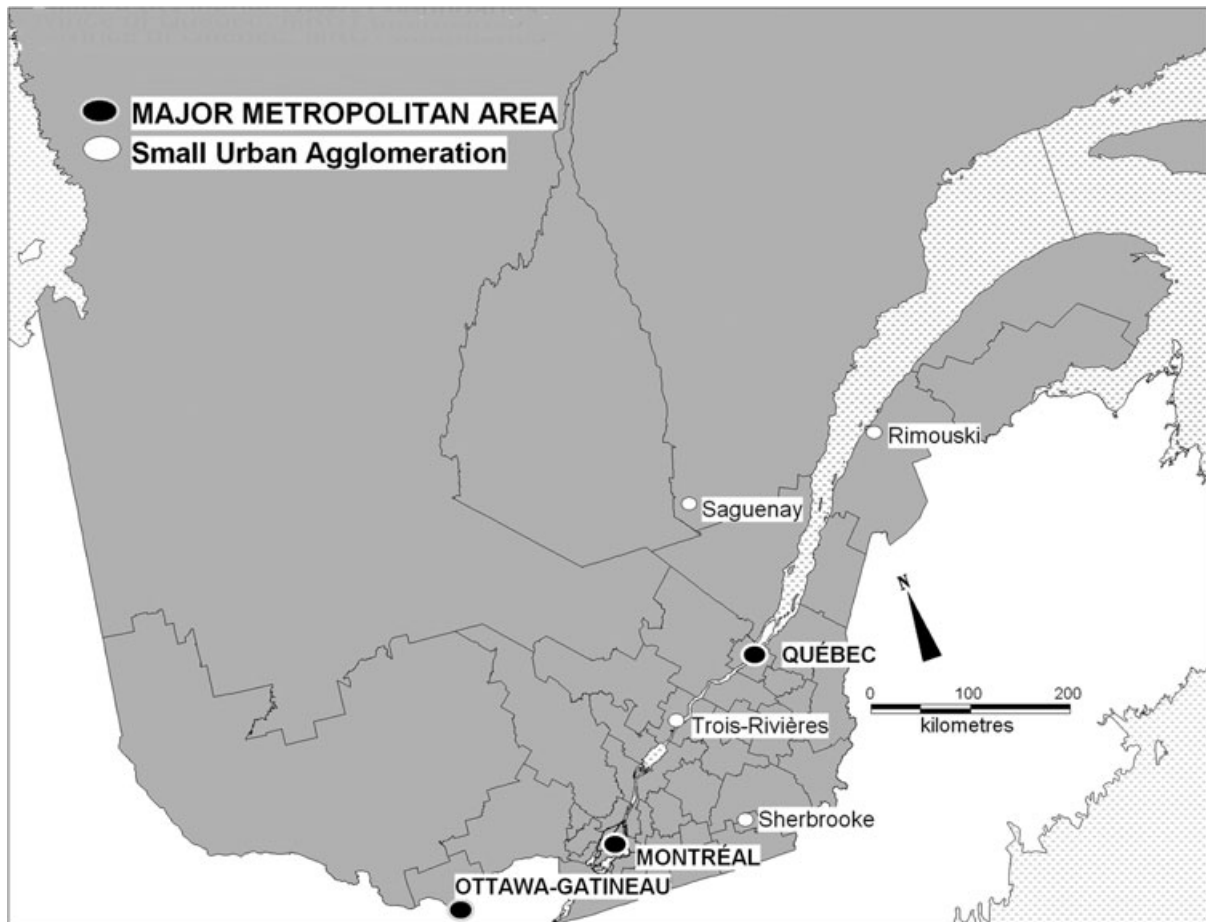 MAJOR METROPOLITAN AREA
Small Urban Agglomeration
Rimouski
Saguenay
N
QUÉBEC
0 100 200
kilometres
Trois-Rivières
Sherbrooke
MONTRÉAL
OTTAWA-GATINEAU